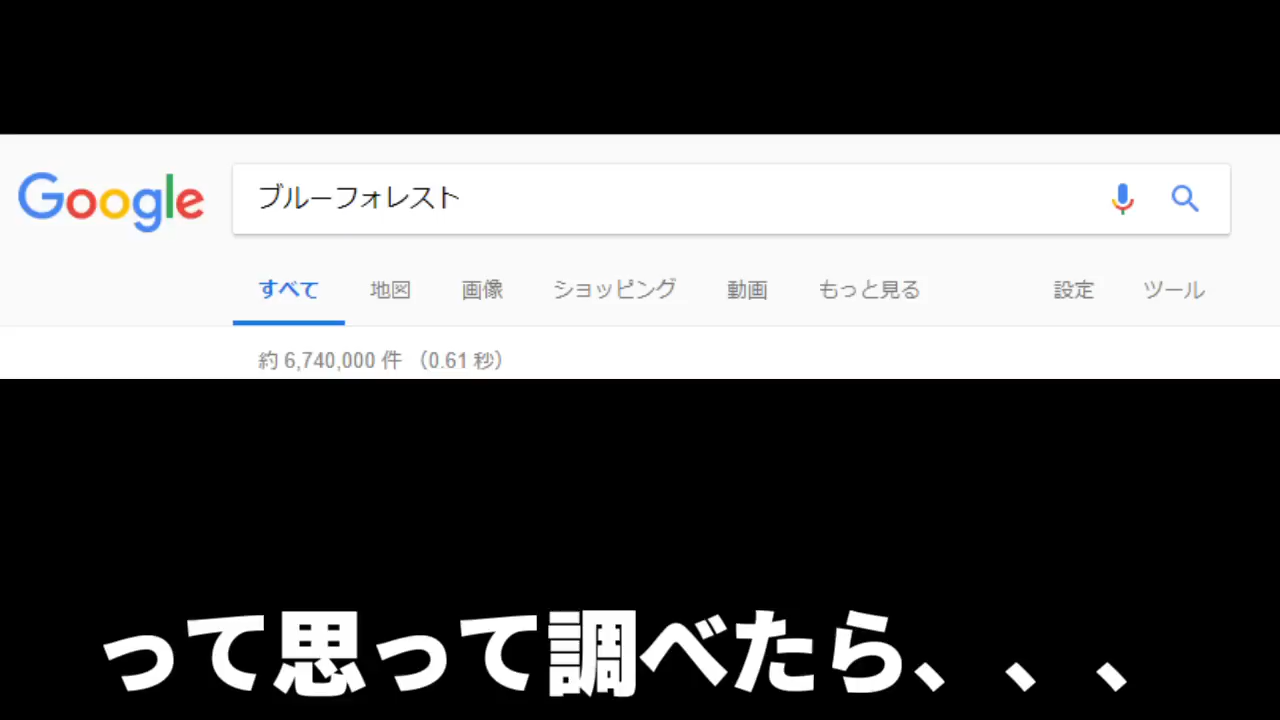 Google ブルーフォレスト
すべて 地図 画像 ショッピング 動画 もっと見る 設定 ツール
約 6,740,000 件 （0.61 秒）
って思って調べたら、、、